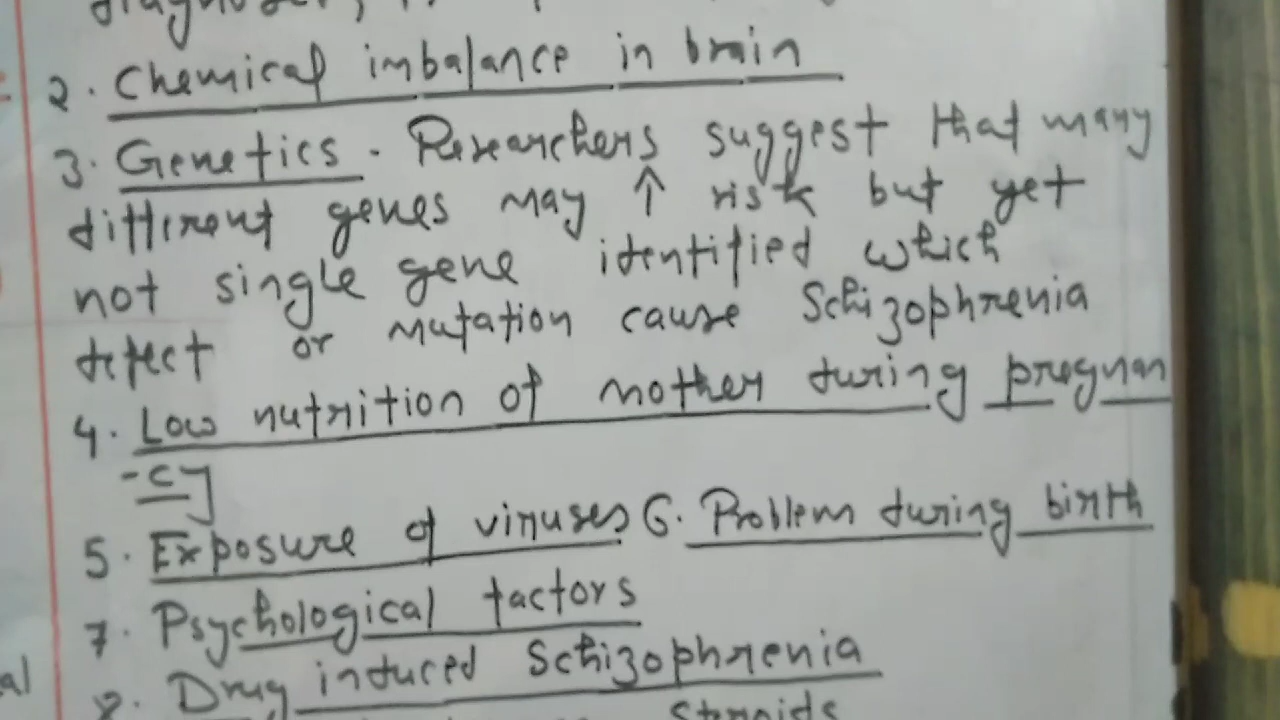 2. Chemical imbalance in brain
3. Genetics. Researchers suggest that many
different genes may ↑ risk but yet
not single gene identified which
defect or mutation cause Schizophrenia
4. Low nutrition of mother during pregnan
-cy
5. Exposure of viruses 6. Problem during birth
7. Psychological factors
8. Drug induced Schizophrenia
al steroids